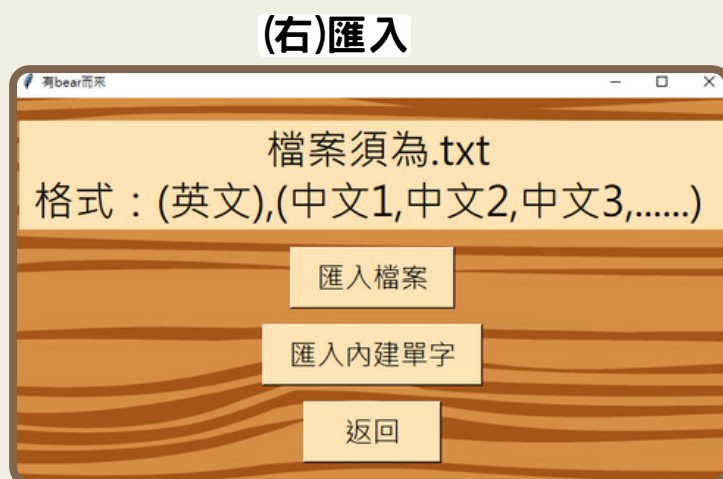 (右)匯入
有bear而來
檔案須為.txt
格式：(英文),(中文1,中文2,中文3,......)
匯入檔案
匯入內建單字
返回